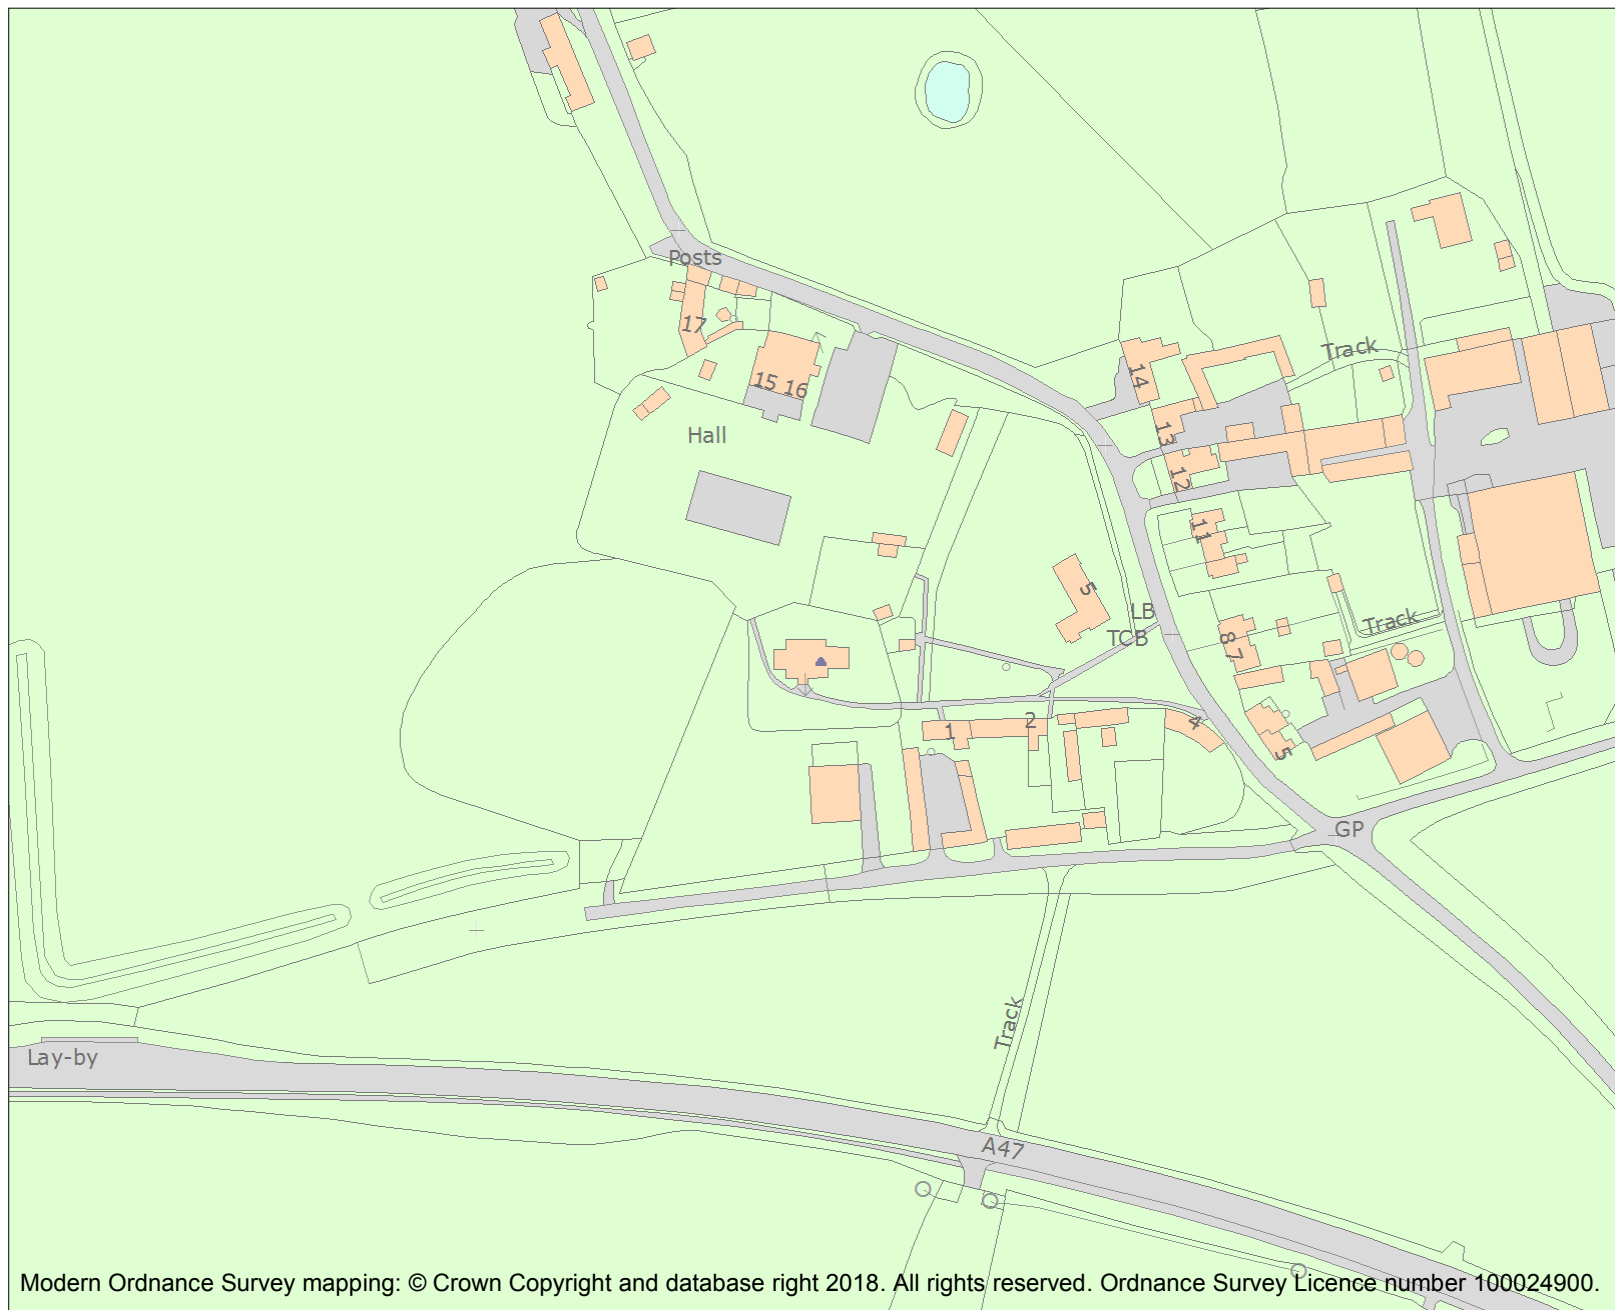 Posts
17
15 16
Hall
Track
14
13
12
11
5
LB
TCB
8 7
Track
1
2
4
5
GP
Track
Lay-by
A47
Modern Ordnance Survey mapping: © Crown Copyright and database right 2018. All rights reserved. Ordnance Survey Licence number 100024900.